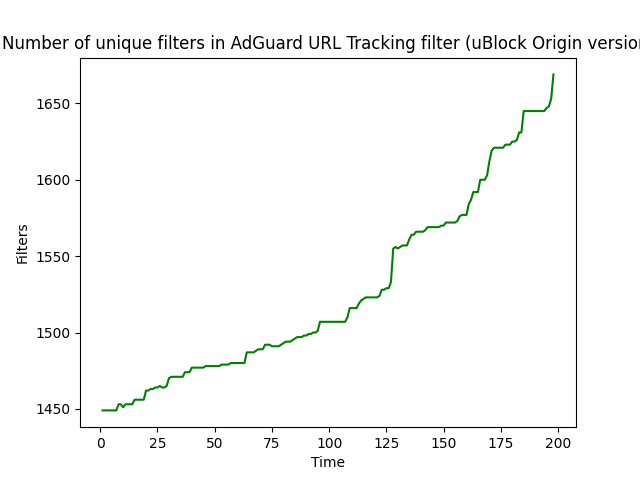 Number of unique filters in AdGuard URL Tracking filter (uBlock Origin version
Filters
1650
1600
1550
1500
1450
0 25 50 75 100 125 150 175 200
Time